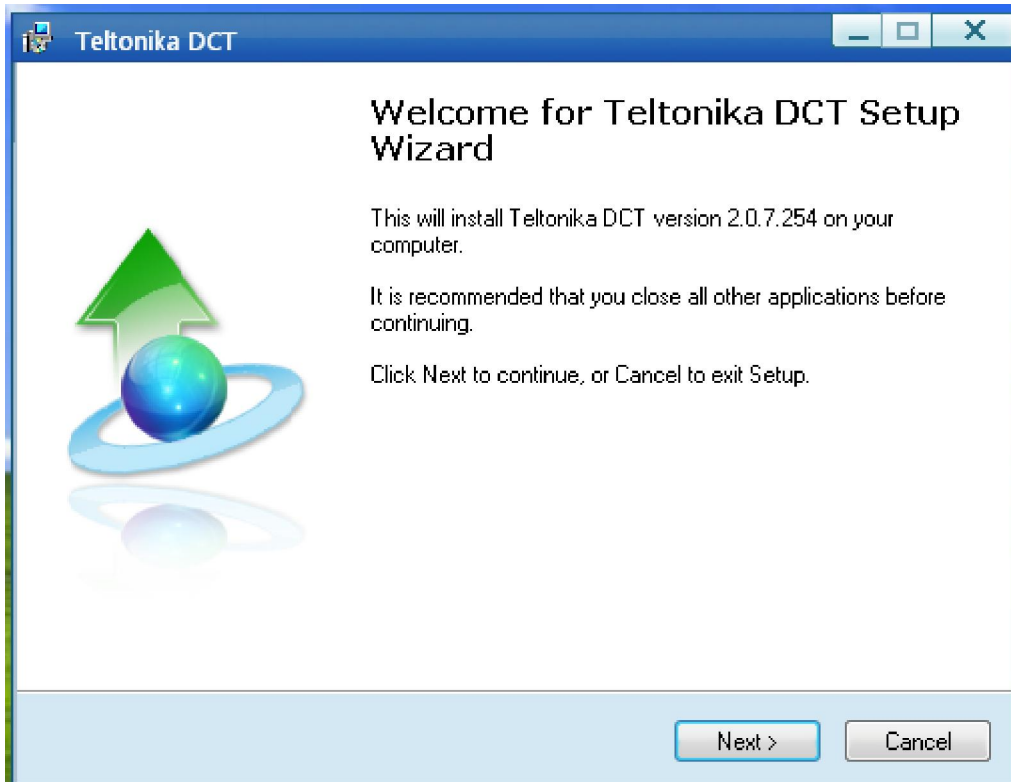 Teltonika DCT
Welcome for Teltonika DCT Setup
Wizard
This will install Teltonika DCT version 2.0.7.254 on your
computer.
It is recommended that you close all other applications before
continuing.
Click Next to continue, or Cancel to exit Setup.
Next >
Cancel